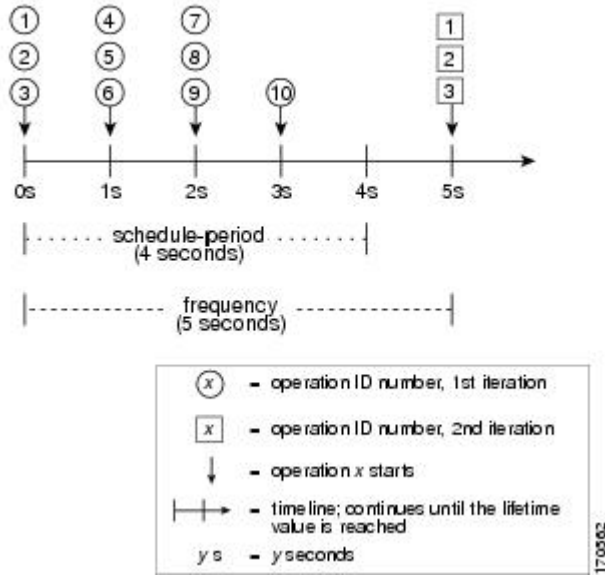 1 4 7 1
2 5 8 2
3 6 9 10 3
0s 1s 2s 3s 4s 5s
schedule-period
(4 seconds)
frequency
(5 seconds)
x = operation ID number, 1st iteration
x = operation ID number, 2nd iteration
= operation x starts
= timeline; continues until the lifetime
value is reached
y s = y seconds
170562